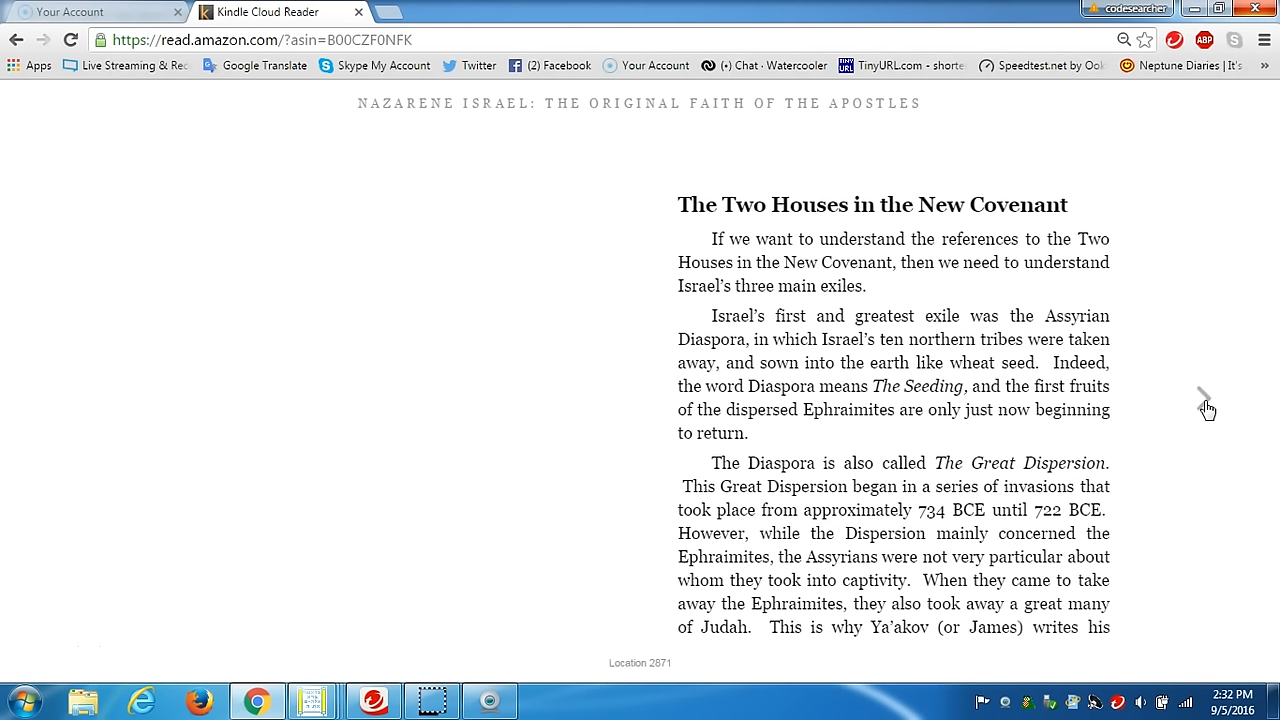 Your Account
Kindle Cloud Reader
codesearcher
https://read.amazon.com/?asin=B00CZF0NFK
ABP
Apps
Live Streaming & Re
Google Translate
Skype My Account
Twitter
(2) Facebook
Your Account
(•) Chat · Watercooler
TinyURL.com - shorte
Speedtest.net by Ook
Neptune Diaries | It's
»
NAZARENE ISRAEL: THE ORIGINAL FAITH OF THE APOSTLES
The Two Houses in the New Covenant
If we want to understand the references to the Two
Houses in the New Covenant, then we need to understand
Israel's three main exiles.
Israel's first and greatest exile was the Assyrian
Diaspora, in which Israel's ten northern tribes were taken
away, and sown into the earth like wheat seed. Indeed,
the word Diaspora means The Seeding, and the first fruits
of the dispersed Ephraimites are only just now beginning
to return.
The Diaspora is also called The Great Dispersion.
This Great Dispersion began in a series of invasions that
took place from approximately 734 BCE until 722 BCE.
However, while the Dispersion mainly concerned the
Ephraimites, the Assyrians were not very particular about
whom they took into captivity. When they came to take
away the Ephraimites, they also took away a great many
of Judah. This is why Ya'akov (or James) writes his
Location 2871
2:32 PM
9/5/2016